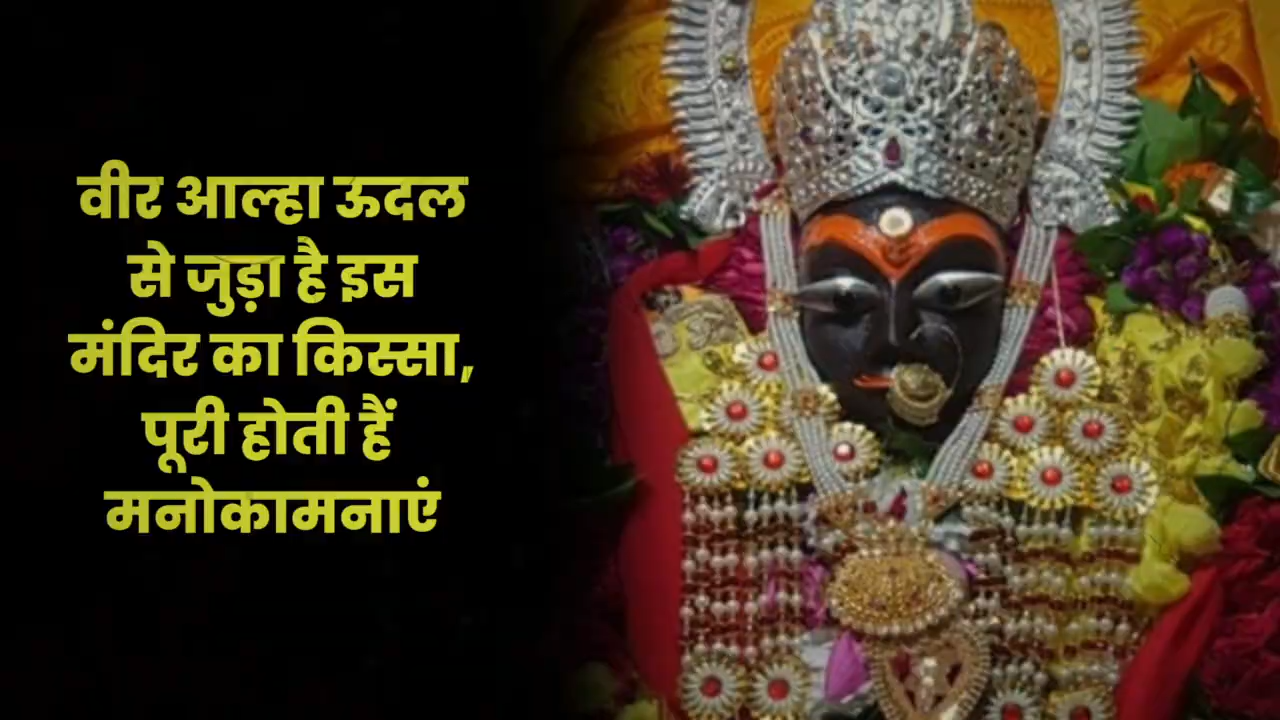 वीर आल्हा ऊदल
से जुड़ा है इस
मंदिर का किस्सा,
पूरी होती हैं
मनोकामनाएं